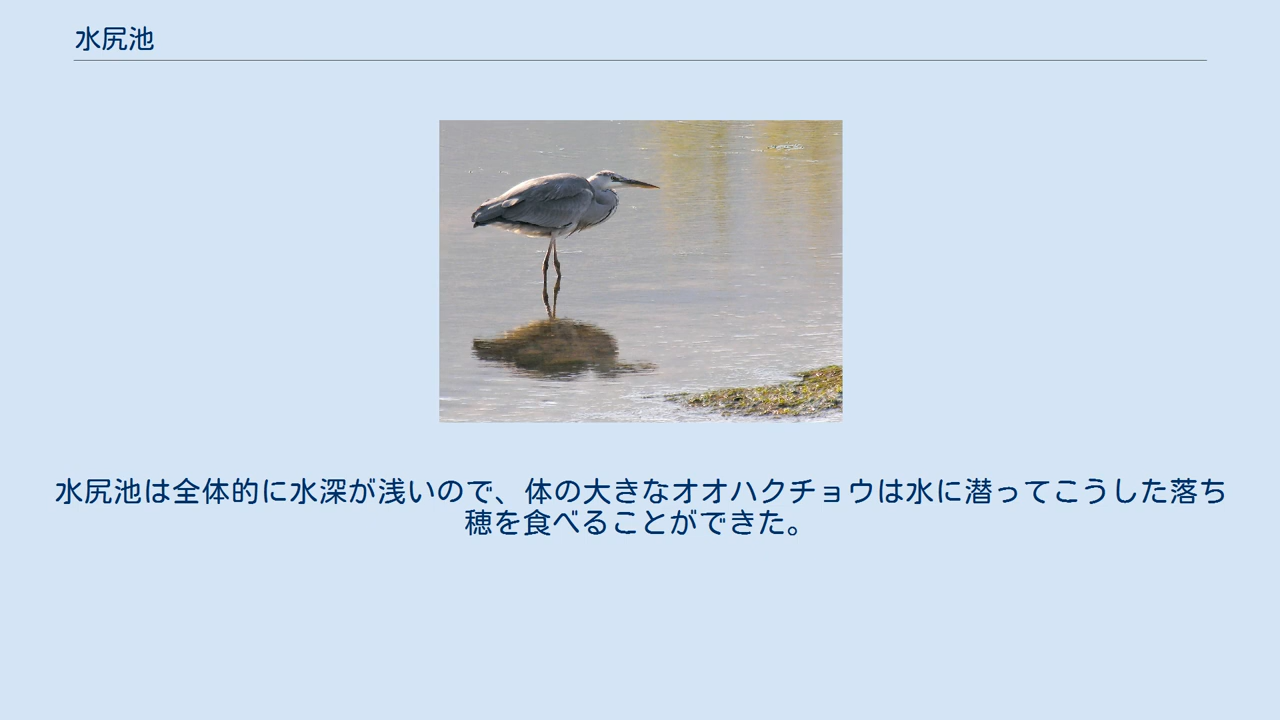 水尻池
水尻池は全体的に水深が浅いので、体の大きなオオハクチョウは水に潜ってこうした落ち
穂を食べることができた。